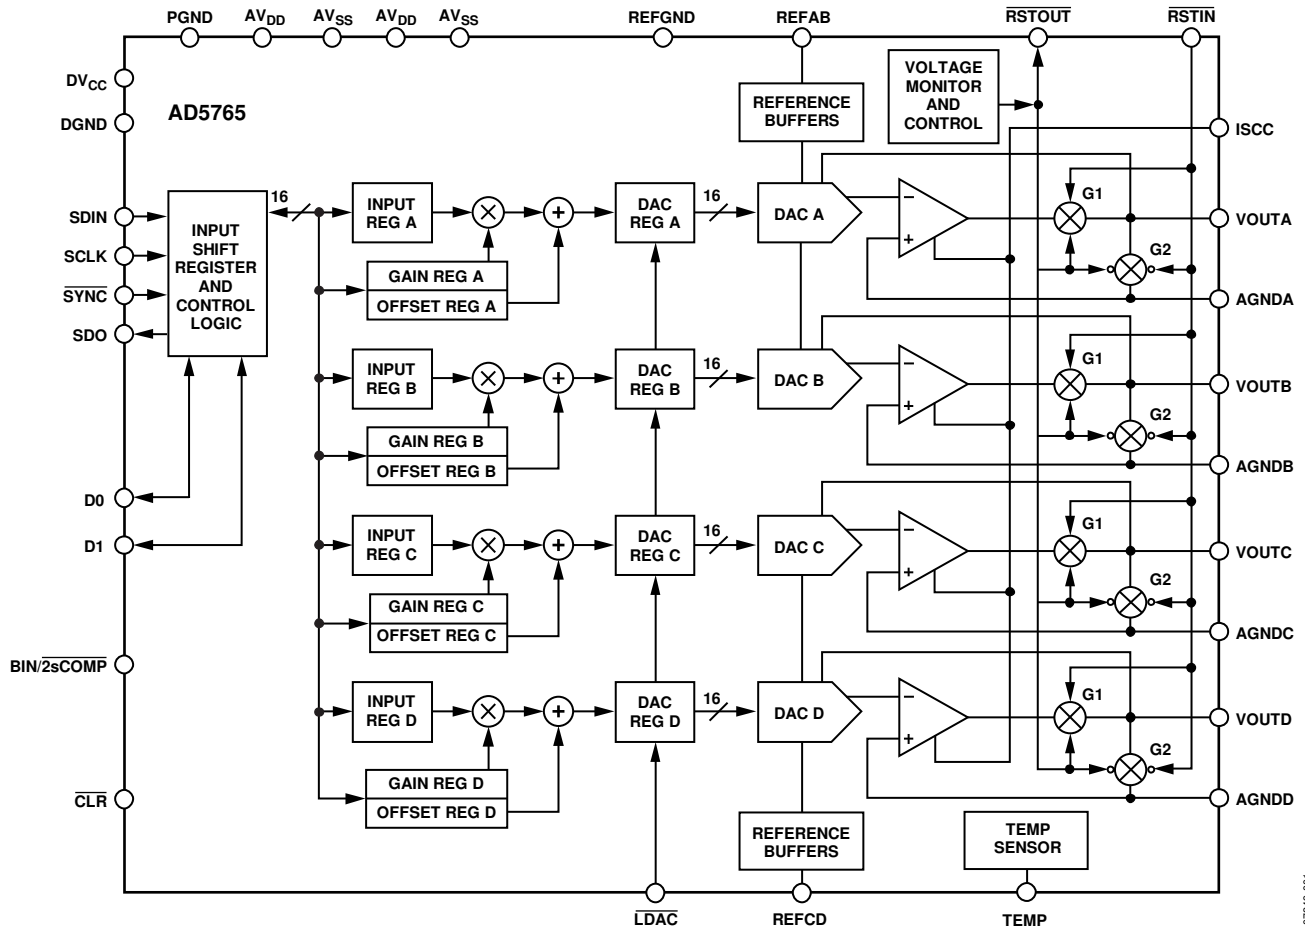 PGND AVDD AVSS AVDD AVSS REFGND REFAB RSTOUT RSTIN
DVCC
DGND
AD5765
REFERENCE
BUFFERS
VOLTAGE
MONITOR
AND
CONTROL
ISCC
SDIN
SCLK
SYNC
SDO
INPUT
SHIFT
REGISTER
AND
CONTROL
LOGIC
16
INPUT
REG A
×
+
GAIN REG A
OFFSET REG A
DAC
REG A
16
DAC A
−
+
G1
G2
VOUTA
AGNDA
INPUT
REG B
×
+
GAIN REG B
OFFSET REG B
DAC
REG B
16
DAC B
−
+
G1
G2
VOUTB
AGNDB
D0
D1
INPUT
REG C
×
+
GAIN REG C
OFFSET REG C
DAC
REG C
16
DAC C
−
+
G1
G2
VOUTC
AGNDC
BIN/2sCOMP
CLR
INPUT
REG D
×
+
GAIN REG D
OFFSET REG D
DAC
REG D
16
DAC D
−
+
G1
G2
VOUTD
AGNDD
REFERENCE
BUFFERS
TEMP
SENSOR
LDAC REFCD TEMP